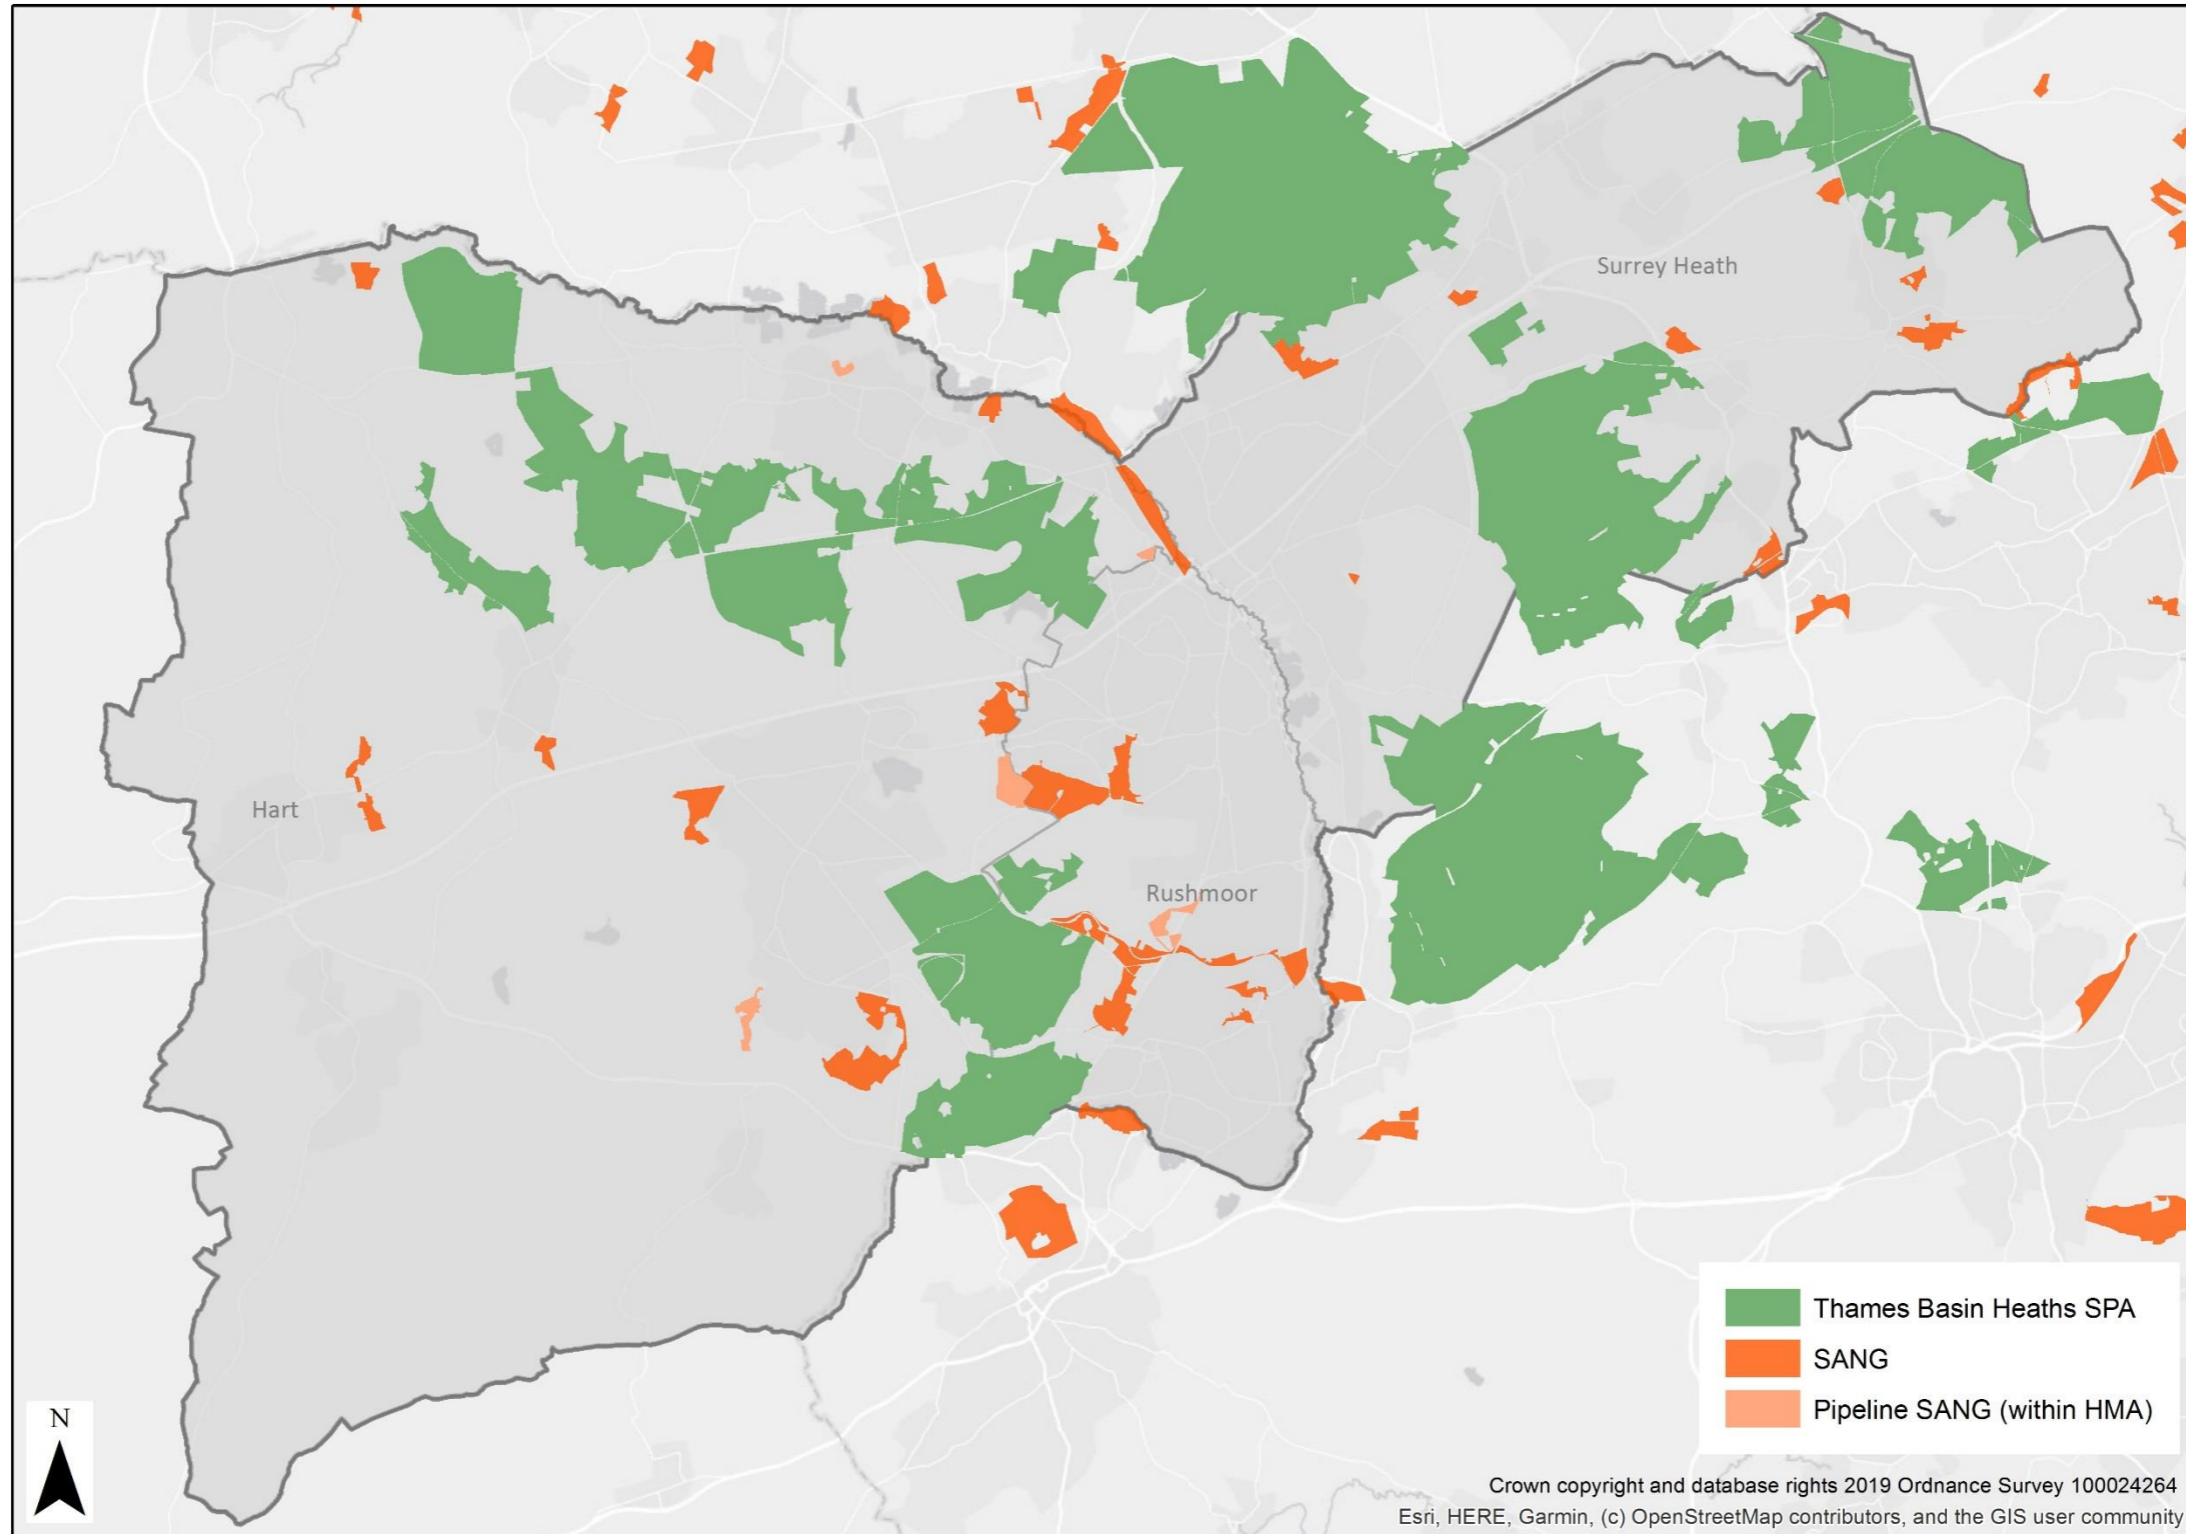 Surrey Heath
Hart
Rushmoor
Thames Basin Heaths SPA
SANG
Pipeline SANG (within HMA)
N
Crown copyright and database rights 2019 Ordnance Survey 100024264
Esri, HERE, Garmin, (c) OpenStreetMap contributors, and the GIS user community